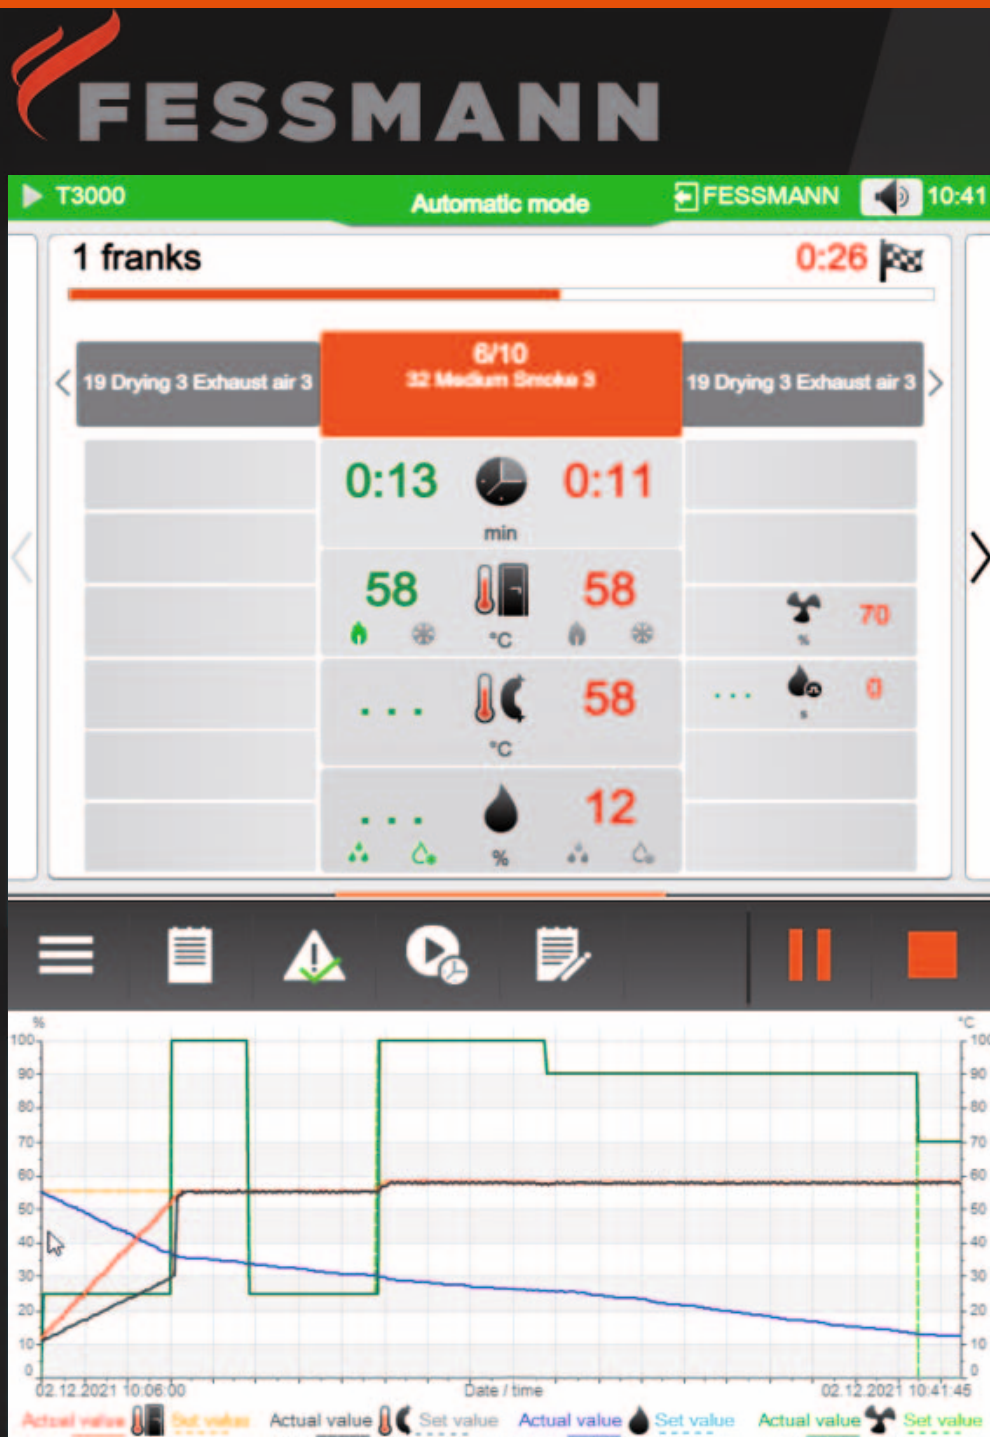 FESSMANN
T3000 Automatic mode FESSMANN 10:41
1 franks 0:26
19 Drying 3 Exhaust air 3
6/10
32 Medium Smoke 3
19 Drying 3 Exhaust air 3
0:13 0:11
min
58 58
°C
70
%
... 58
°C
... 0
s
... 12
%
% °C
100 100
90 90
80 80
70 70
60 60
50 50
40 40
30 30
20 20
10 10
0 0
02.12.2021 10:06:00 Date / time 02.12.2021 10:41:45
Actual value Set value Actual value Set value Actual value Set value Actual value Set value